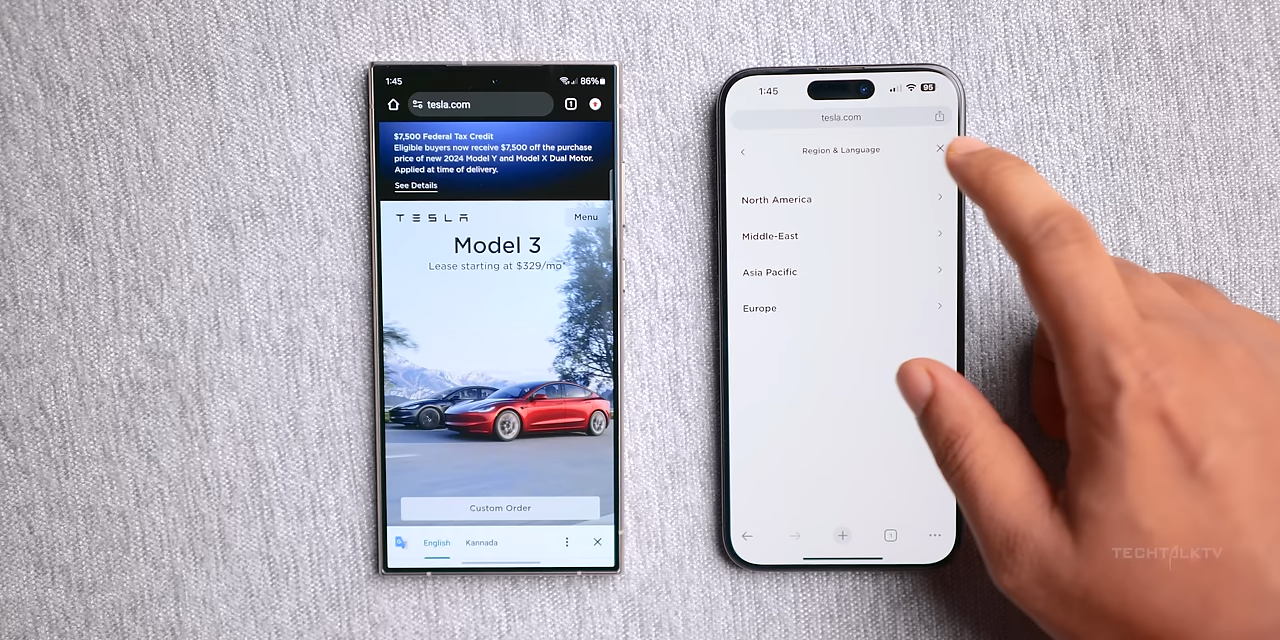 1:45
86%
tesla.com
1
$7,500 Federal Tax Credit
Eligible buyers now receive $7,500 off the purchase
price of new 2024 Model Y and Model X Dual Motor.
Applied at time of delivery.
See Details
TESLA
Menu
Model 3
Lease starting at $329/mo*
Custom Order
English
Kannada
1:45
95
tesla.com
Region & Language
North America
Middle-East
Asia Pacific
Europe
1
TECHTALKTV